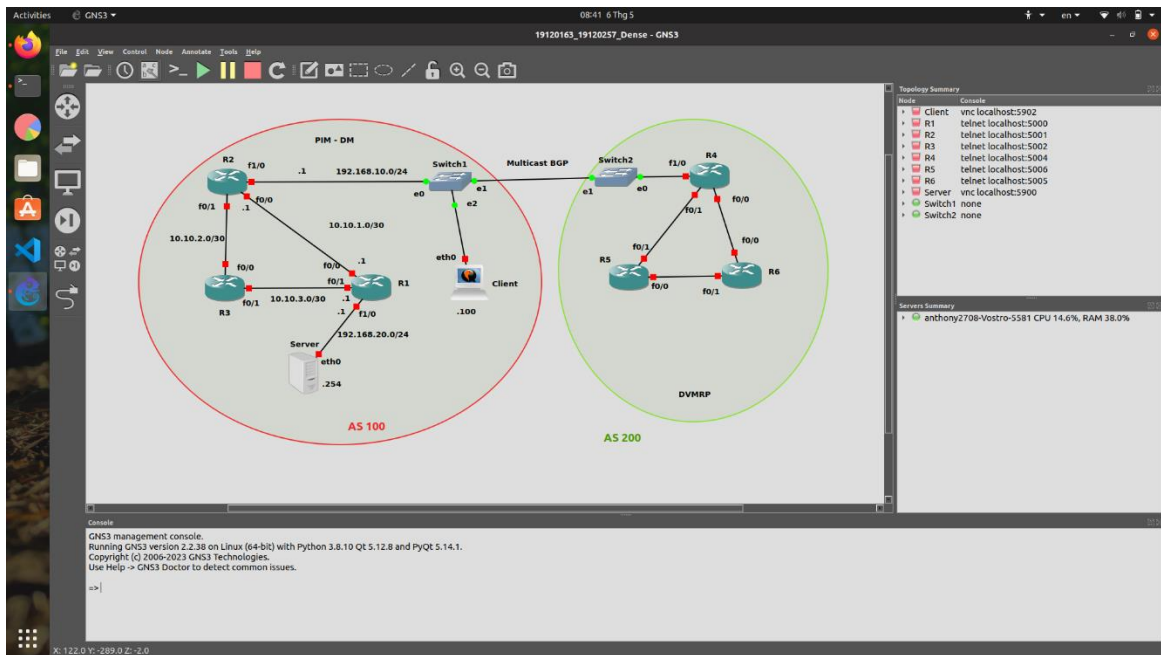 Activities
GNS3
08:41 6 Thg 5
en
19120163_19120257_Dense - GNS3
File Edit View Control Node Annotate Tools Help
Topology Summary
Node Console
Client vnc localhost:5902
R1 telnet localhost:5000
R2 telnet localhost:5001
R3 telnet localhost:5002
R4 telnet localhost:5004
R5 telnet localhost:5006
R6 telnet localhost:5005
Server vnc localhost:5900
Switch1 none
Switch2 none
Servers Summary
anthony2708-Vostro-5581 CPU 14.6%, RAM 38.0%
PIM - DM
R2
f1/0
.1
192.168.10.0/24
Switch1
e0
e1
e2
Multicast BGP
Switch2
e1
e0
f1/0
R4
f0/1
f0/0
f0/1
.1
f0/0
10.10.1.0/30
10.10.2.0/30
f0/0
f0/1
R3
10.10.3.0/30
f0/0
.1
f0/1
.1
R1
.1
f1/0
192.168.20.0/24
eth0
Client
.100
Server
eth0
.254
R5
f0/1
f0/0
f0/0
f0/1
R6
DVMRP
AS 100
AS 200
Console
GNS3 management console.
Running GNS3 version 2.2.38 on Linux (64-bit) with Python 3.8.10 Qt 5.12.8 and PyQt 5.14.1.
Copyright (c) 2006-2023 GNS3 Technologies.
Use Help -> GNS3 Doctor to detect common issues.
=>
X: 122.0 Y: -289.0 Z: -2.0